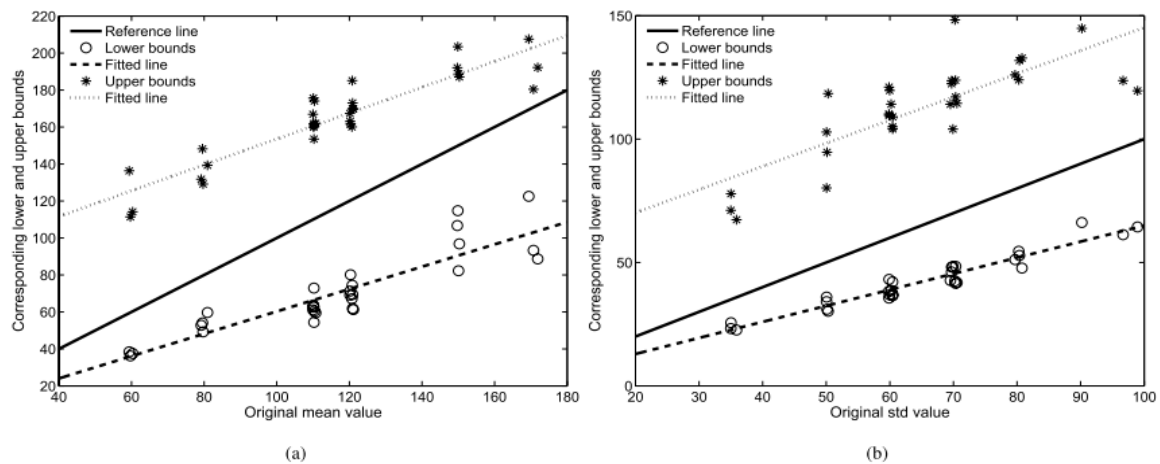 220
200
180
160
140
120
100
80
60
40
20
Corresponding lower and upper bounds
Reference line
Lower bounds
Fitted line
Upper bounds
Fitted line
40 60 80 100 120 140 160 180
Original mean value
(a)
150
100
50
0
Corresponding lower and upper bounds
Reference line
Lower bounds
Fitted line
Upper bounds
Fitted line
20 30 40 50 60 70 80 90 100
Original std value
(b)